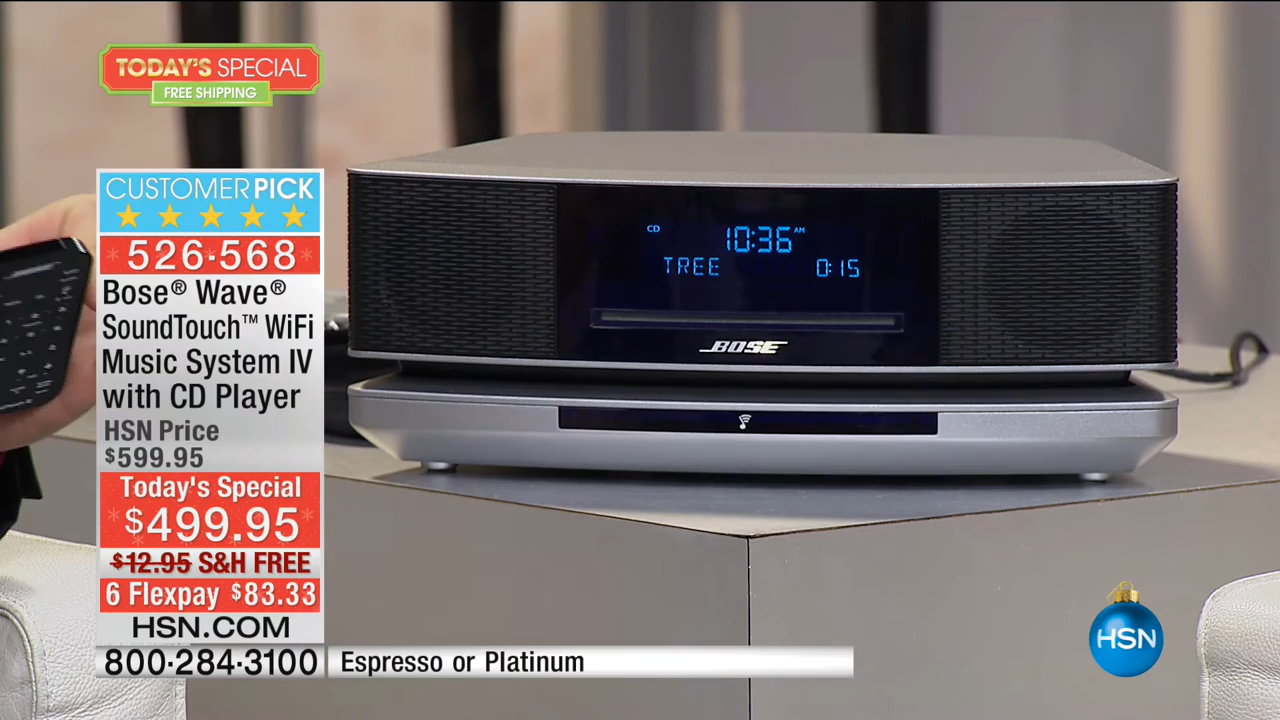 TODAY'S SPECIAL
FREE SHIPPING
CUSTOMERPICK
526-568
Bose® Wave®
SoundTouch™ WiFi
Music System IV
with CD Player
HSN Price
$599.95
Today's Special
$499.95
$12.95 S&H FREE
6 Flexpay $83.33
HSN.COM
800·284·3100
Espresso or Platinum
CD 10:36 AM
TREE 0:15
BOSE
HSN